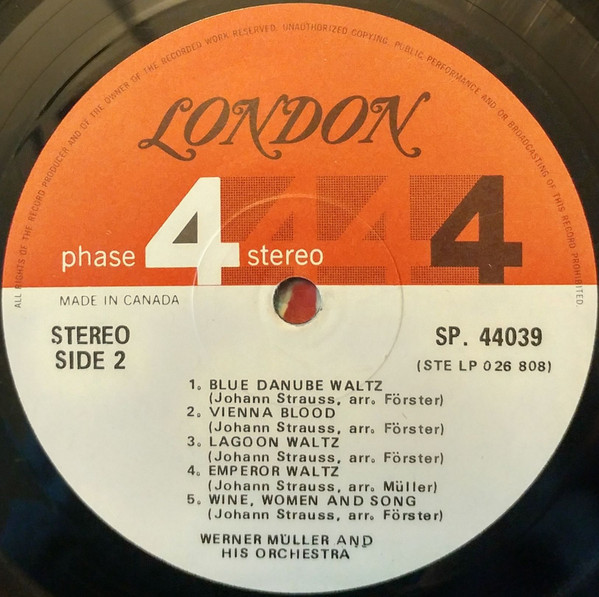 ALL RIGHTS OF THE RECORD PRODUCER AND OF THE OWNER OF THE RECORDED WORK RESERVED. UNAUTHORIZED COPYING, PUBLIC PERFORMANCE AND/OR BROADCASTING OF THIS RECORD PROHIBITED.
LONDON
phase 4 stereo 4 4 4
MADE IN CANADA
STEREO
SIDE 2
SP. 44039
(STE LP 026 808)
1. BLUE DANUBE WALTZ
(Johann Strauss, arr. Förster)
2. VIENNA BLOOD
(Johann Strauss, arr. Förster)
3. LAGOON WALTZ
(Johann Strauss, arr. Förster)
4. EMPEROR WALTZ
(Johann Strauss, arr. Müller)
5. WINE, WOMEN AND SONG
(Johann Strauss, arr. Förster)
WERNER MÜLLER AND
HIS ORCHESTRA